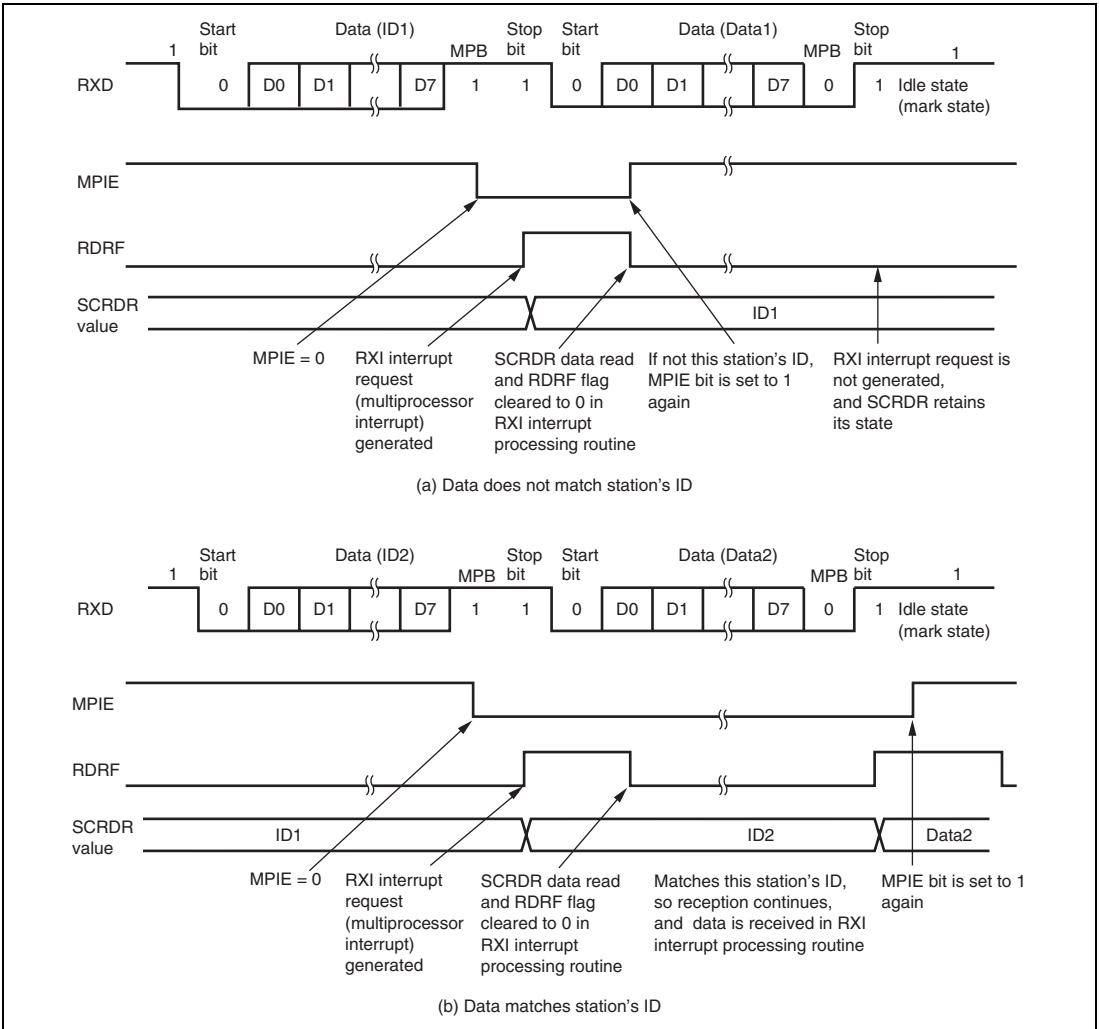 Start Data (ID1) Stop Start Data (Data1) Stop
1 bit MPB bit bit MPB bit 1
RXD 0 D0 D1 D7 1 1 0 D0 D1 D7 0 1 Idle state
(mark state)
MPIE
RDRF
SCRDR
value
ID1
MPIE = 0
RXI interrupt
request
(multiprocessor
interrupt)
generated
SCRDR data read
and RDRF flag
cleared to 0 in
RXI interrupt
processing routine
If not this station's ID,
MPIE bit is set to 1
again
RXI interrupt request is
not generated,
and SCRDR retains
its state
(a) Data does not match station's ID
Start Data (ID2) Stop Start Data (Data2) Stop
1 bit MPB bit bit MPB bit 1
RXD 0 D0 D1 D7 1 1 0 D0 D1 D7 0 1 Idle state
(mark state)
MPIE
RDRF
SCRDR
value
ID1 ID2 Data2
MPIE = 0
RXI interrupt
request
(multiprocessor
interrupt)
generated
SCRDR data read
and RDRF flag
cleared to 0 in
RXI interrupt
processing routine
Matches this station's ID,
so reception continues,
and data is received in RXI
interrupt processing routine
MPIE bit is set to 1
again
(b) Data matches station's ID